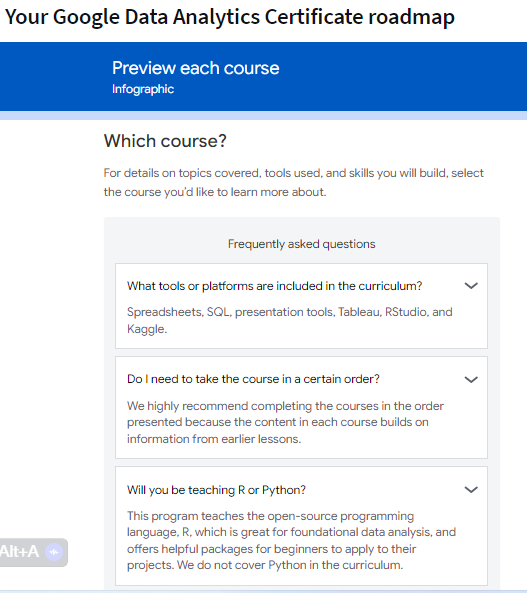 Your Google Data Analytics Certificate roadmap
Preview each course
Infographic
Which course?
For details on topics covered, tools used, and skills you will build, select
the course you'd like to learn more about.
Frequently asked questions
What tools or platforms are included in the curriculum?
Spreadsheets, SQL, presentation tools, Tableau, RStudio, and
Kaggle.
Do I need to take the course in a certain order?
We highly recommend completing the courses in the order
presented because the content in each course builds on
information from earlier lessons.
Will you be teaching R or Python?
This program teaches the open-source programming
language, R, which is great for foundational data analysis, and
offers helpful packages for beginners to apply to their
projects. We do not cover Python in the curriculum.
Alt+A